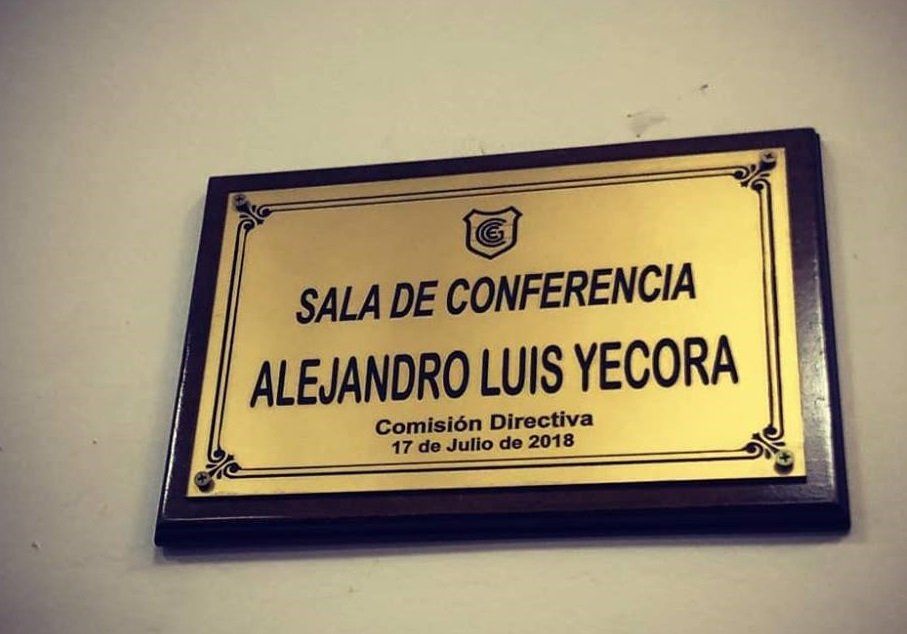 SALA DE CONFERENCIA
ALEJANDRO LUIS YECORA
Comisión Directiva
17 de Julio de 2018